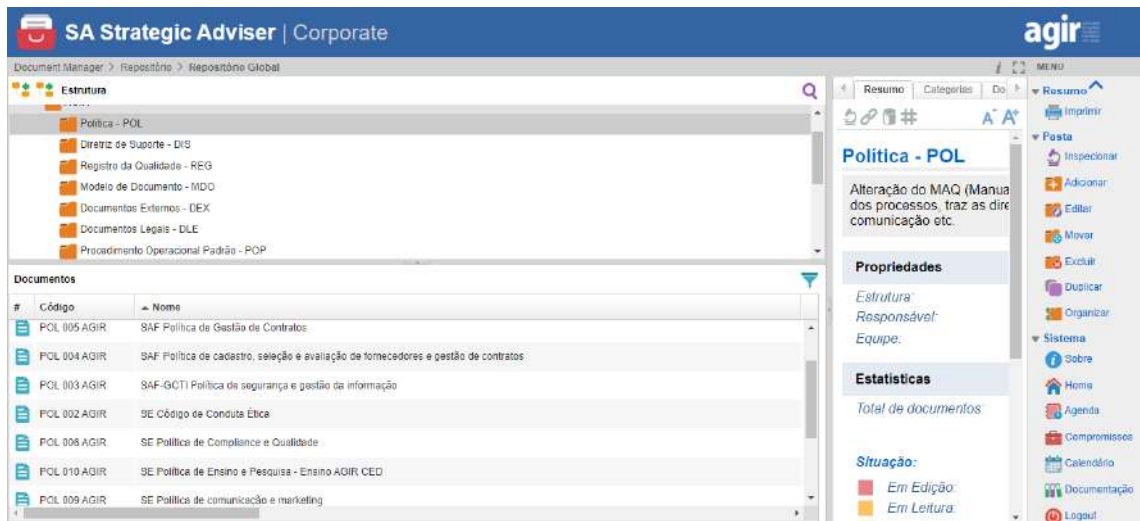 SA Strategic Adviser | Corporate
agir
Document Manager > Repositório > Repositório Global
MENU
Estrutura
Política - POL
Diretriz de Suporte - DIS
Registro da Qualidade - REG
Modelo de Documento - MDO
Documentos Externos - DEX
Documentos Legais - DLE
Procedimento Operacional Padrão - POP
Documentos
# Código Nome
POL 005 AGIR SAF Política de Gestão de Contratos
POL 004 AGIR SAF Política de cadastro, seleção e avaliação de fornecedores e gestão de contratos
POL 003 AGIR SAF-GCTI Política de segurança e gestão da informação
POL 002 AGIR SE Código de Conduta Ética
POL 006 AGIR SE Política de Compliance e Qualidade
POL 010 AGIR SE Política de Ensino e Pesquisa - Ensino AGIR CED
POL 009 AGIR SE Política de comunicação e marketing
Resumo Categorias Do
A- A+
Política - POL
Alteração do MAQ (Manua
dos processos, traz as dire
comunicação etc.
Propriedades
Estrutura:
Responsável:
Equipe:
Estatísticas
Total de documentos:
Situação:
Em Edição:
Em Leitura:
Resumo
Imprimir
Pasta
Inspecionar
Adicionar
Editar
Mover
Excluir
Duplicar
Organizar
Sistema
Sobre
Home
Agenda
Compromissos
Calendário
Documentação
Logout